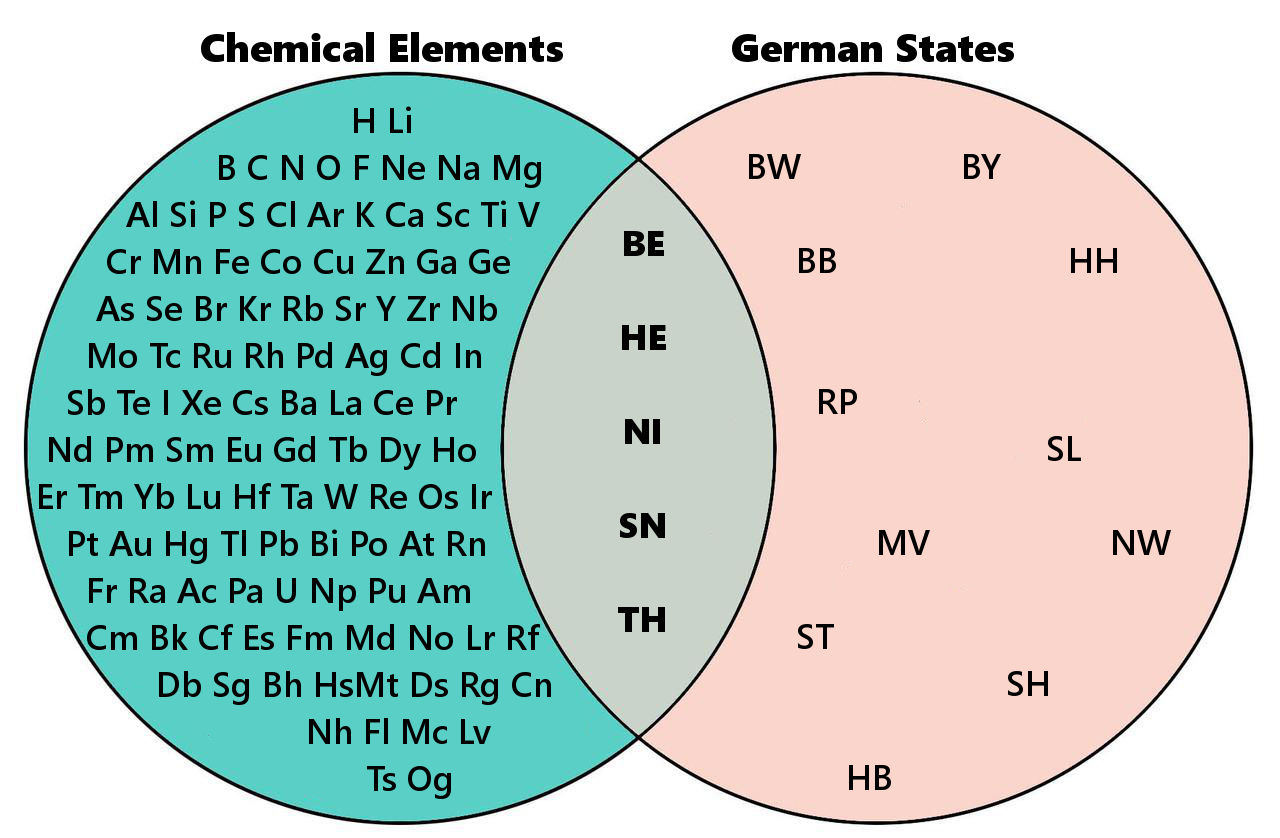 Chemical Elements
German States
H Li
B C N O F Ne Na Mg
Al Si P S Cl Ar K Ca Sc Ti V
Cr Mn Fe Co Cu Zn Ga Ge
As Se Br Kr Rb Sr Y Zr Nb
Mo Tc Ru Rh Pd Ag Cd In
Sb Te I Xe Cs Ba La Ce Pr
Nd Pm Sm Eu Gd Tb Dy Ho
Er Tm Yb Lu Hf Ta W Re Os Ir
Pt Au Hg Tl Pb Bi Po At Rn
Fr Ra Ac Pa U Np Pu Am
Cm Bk Cf Es Fm Md No Lr Rf
Db Sg Bh HsMt Ds Rg Cn
Nh Fl Mc Lv
Ts Og
BE
HE
NI
SN
TH
BW BY
BB HH
RP
SL
MV NW
ST
SH
HB